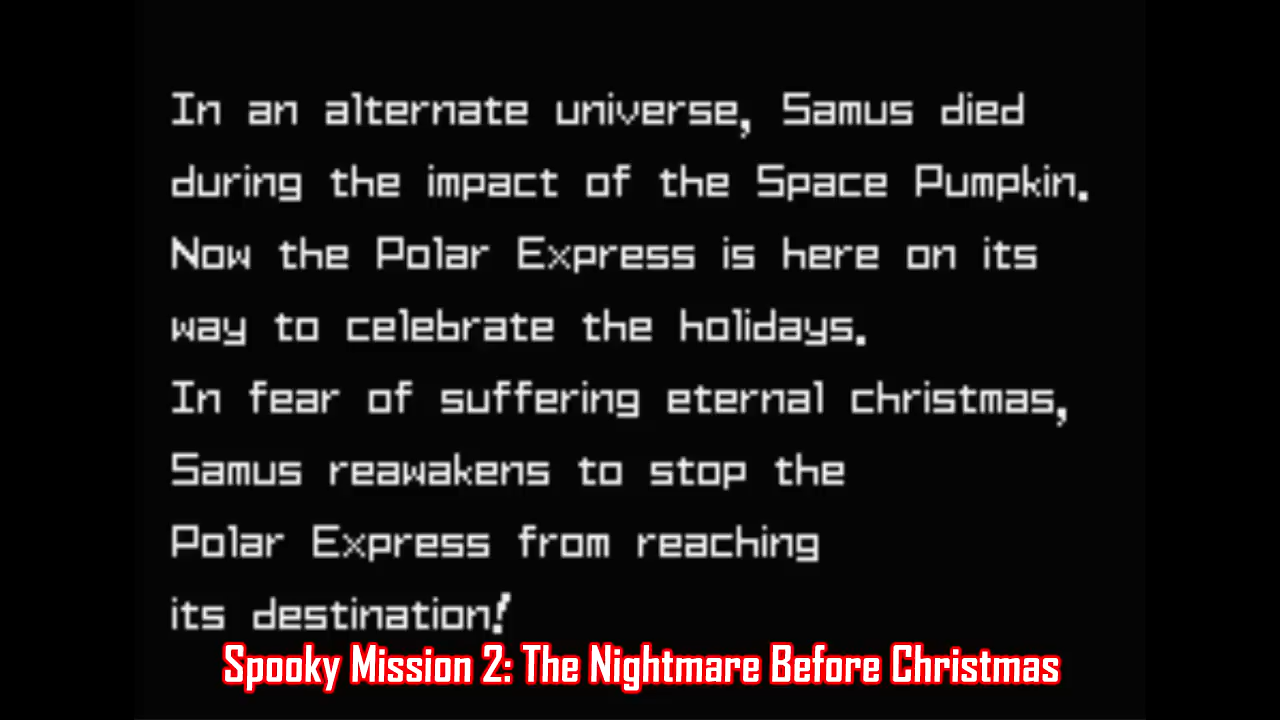 In an alternate universe, Samus died
during the impact of the Space Pumpkin.
Now the Polar Express is here on its
way to celebrate the holidays.
In fear of suffering eternal christmas,
Samus reawakens to stop the
Polar Express from reaching
its destination!
Spooky Mission 2: The Nightmare Before Christmas